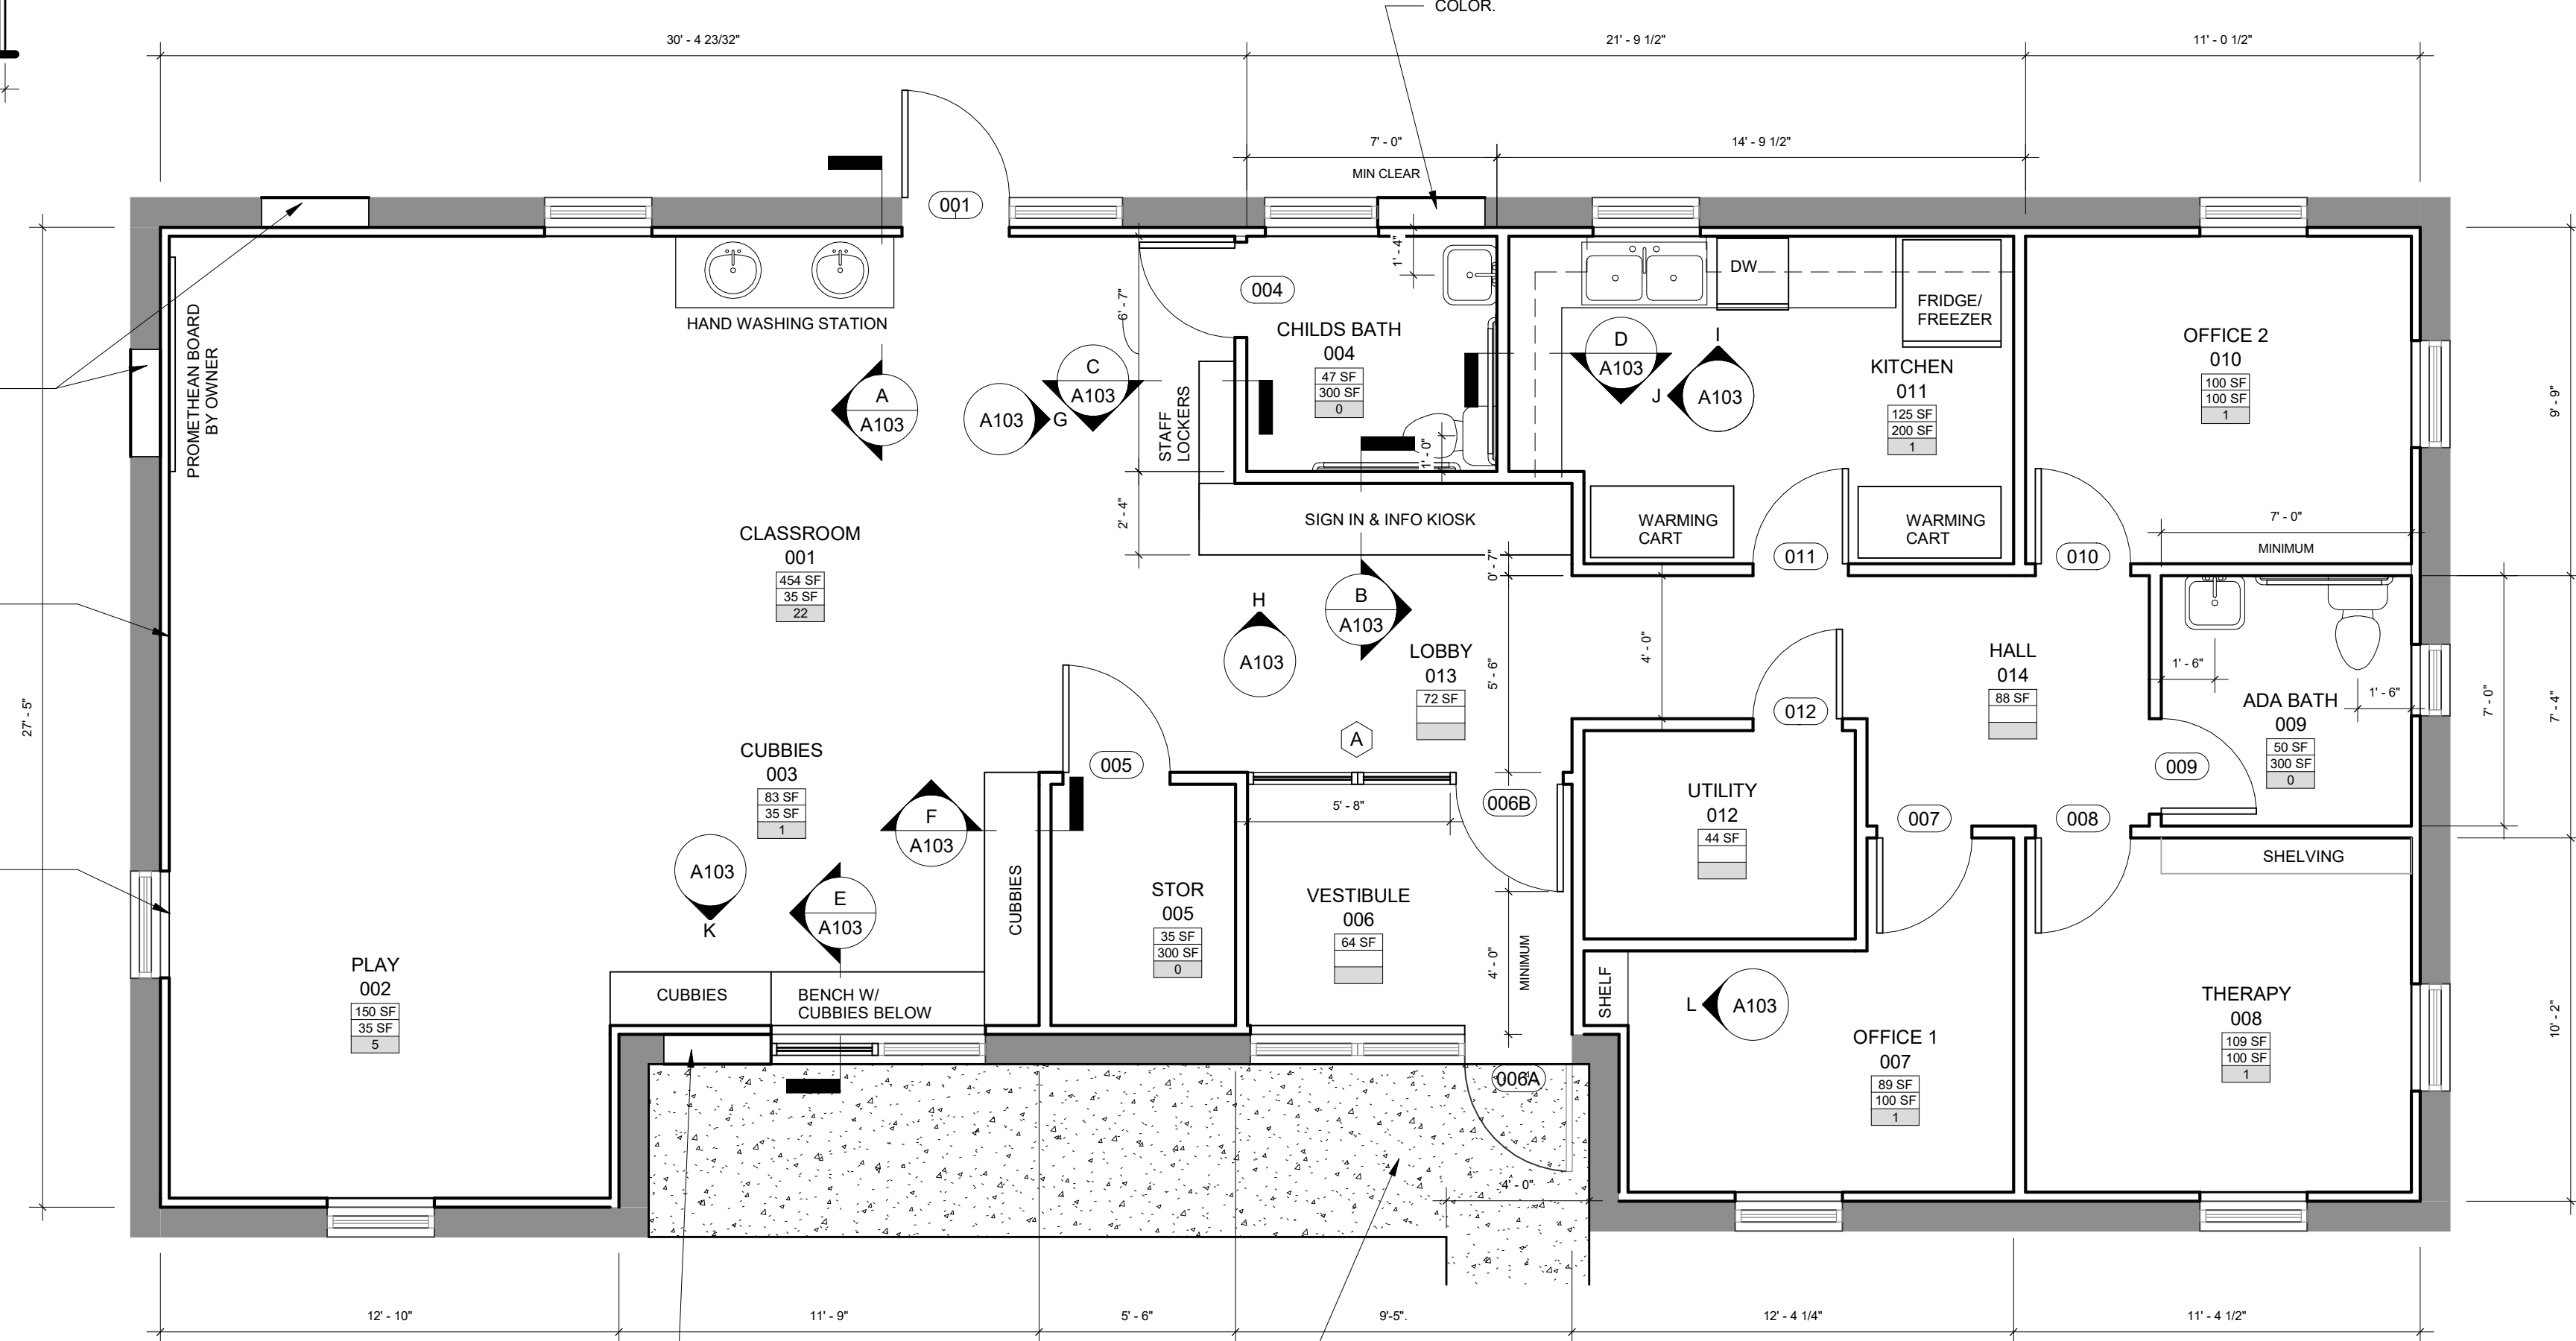 COLOR.
30' - 4 23/32"
21' - 9 1/2"
11' - 0 1/2"
7' - 0"
14' - 9 1/2"
MIN CLEAR
001
1' - 4"
004
DW
FRIDGE/
FREEZER
HAND WASHING STATION
PROMETHEAN BOARD
BY OWNER
6' - 7"
CHILDS BATH
004
47 SF
300 SF
0
D
A103
I
J
A103
KITCHEN
011
125 SF
200 SF
1
OFFICE 2
010
100 SF
100 SF
1
9' - 9"
A
A103
A103
G
C
A103
STAFF
LOCKERS
1' - 0"
2' - 4"
SIGN IN & INFO KIOSK
WARMING
CART
WARMING
CART
7' - 0"
MINIMUM
CLASSROOM
001
454 SF
35 SF
22
0' - 7"
011
010
H
A103
B
A103
LOBBY
013
72 SF
5' - 6"
4' - 0"
HALL
014
88 SF
1' - 6"
1' - 6"
ADA BATH
009
50 SF
300 SF
0
7' - 0"
7' - 4"
27' - 5"
012
A
CUBBIES
003
83 SF
35 SF
1
005
009
F
A103
5' - 8"
006B
UTILITY
012
44 SF
007
008
SHELVING
A103
K
E
A103
CUBBIES
STOR
005
35 SF
300 SF
0
VESTIBULE
006
64 SF
4' - 0"
MINIMUM
PLAY
002
150 SF
35 SF
5
CUBBIES
BENCH W/
CUBBIES BELOW
SHELF
L
A103
OFFICE 1
007
89 SF
100 SF
1
THERAPY
008
109 SF
100 SF
1
10' - 2"
006A
4' - 0"
12' - 10"
11' - 9"
5' - 6"
9'-5".
12' - 4 1/4"
11' - 4 1/2"